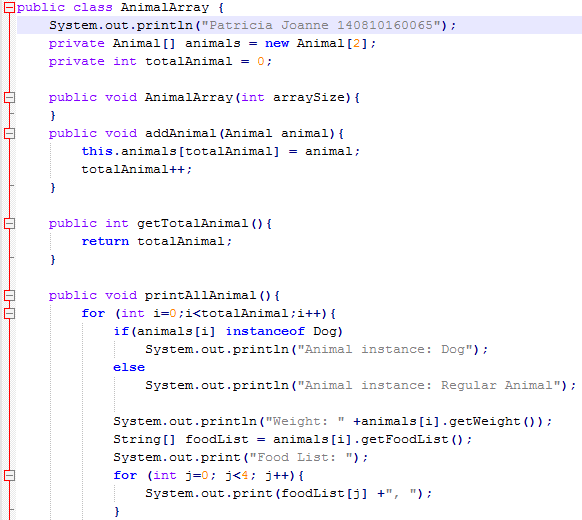 public class AnimalArray {
    System.out.println("Patricia Joanne 140810160065");
    private Animal[] animals = new Animal[2];
    private int totalAnimal = 0;

    public void AnimalArray(int arraySize){
    }
    public void addAnimal(Animal animal){
        this.animals[totalAnimal] = animal;
        totalAnimal++;
    }

    public int getTotalAnimal(){
        return totalAnimal;
    }

    public void printAllAnimal(){
        for (int i=0;i<totalAnimal;i++){
            if(animals[i] instanceof Dog)
                System.out.println("Animal instance: Dog");
            else
                System.out.println("Animal instance: Regular Animal");

            System.out.println("Weight: " +animals[i].getWeight());
            String[] foodList = animals[i].getFoodList();
            System.out.print("Food List: ");
            for (int j=0; j<4; j++){
                System.out.print(foodList[j] +", ");
            }